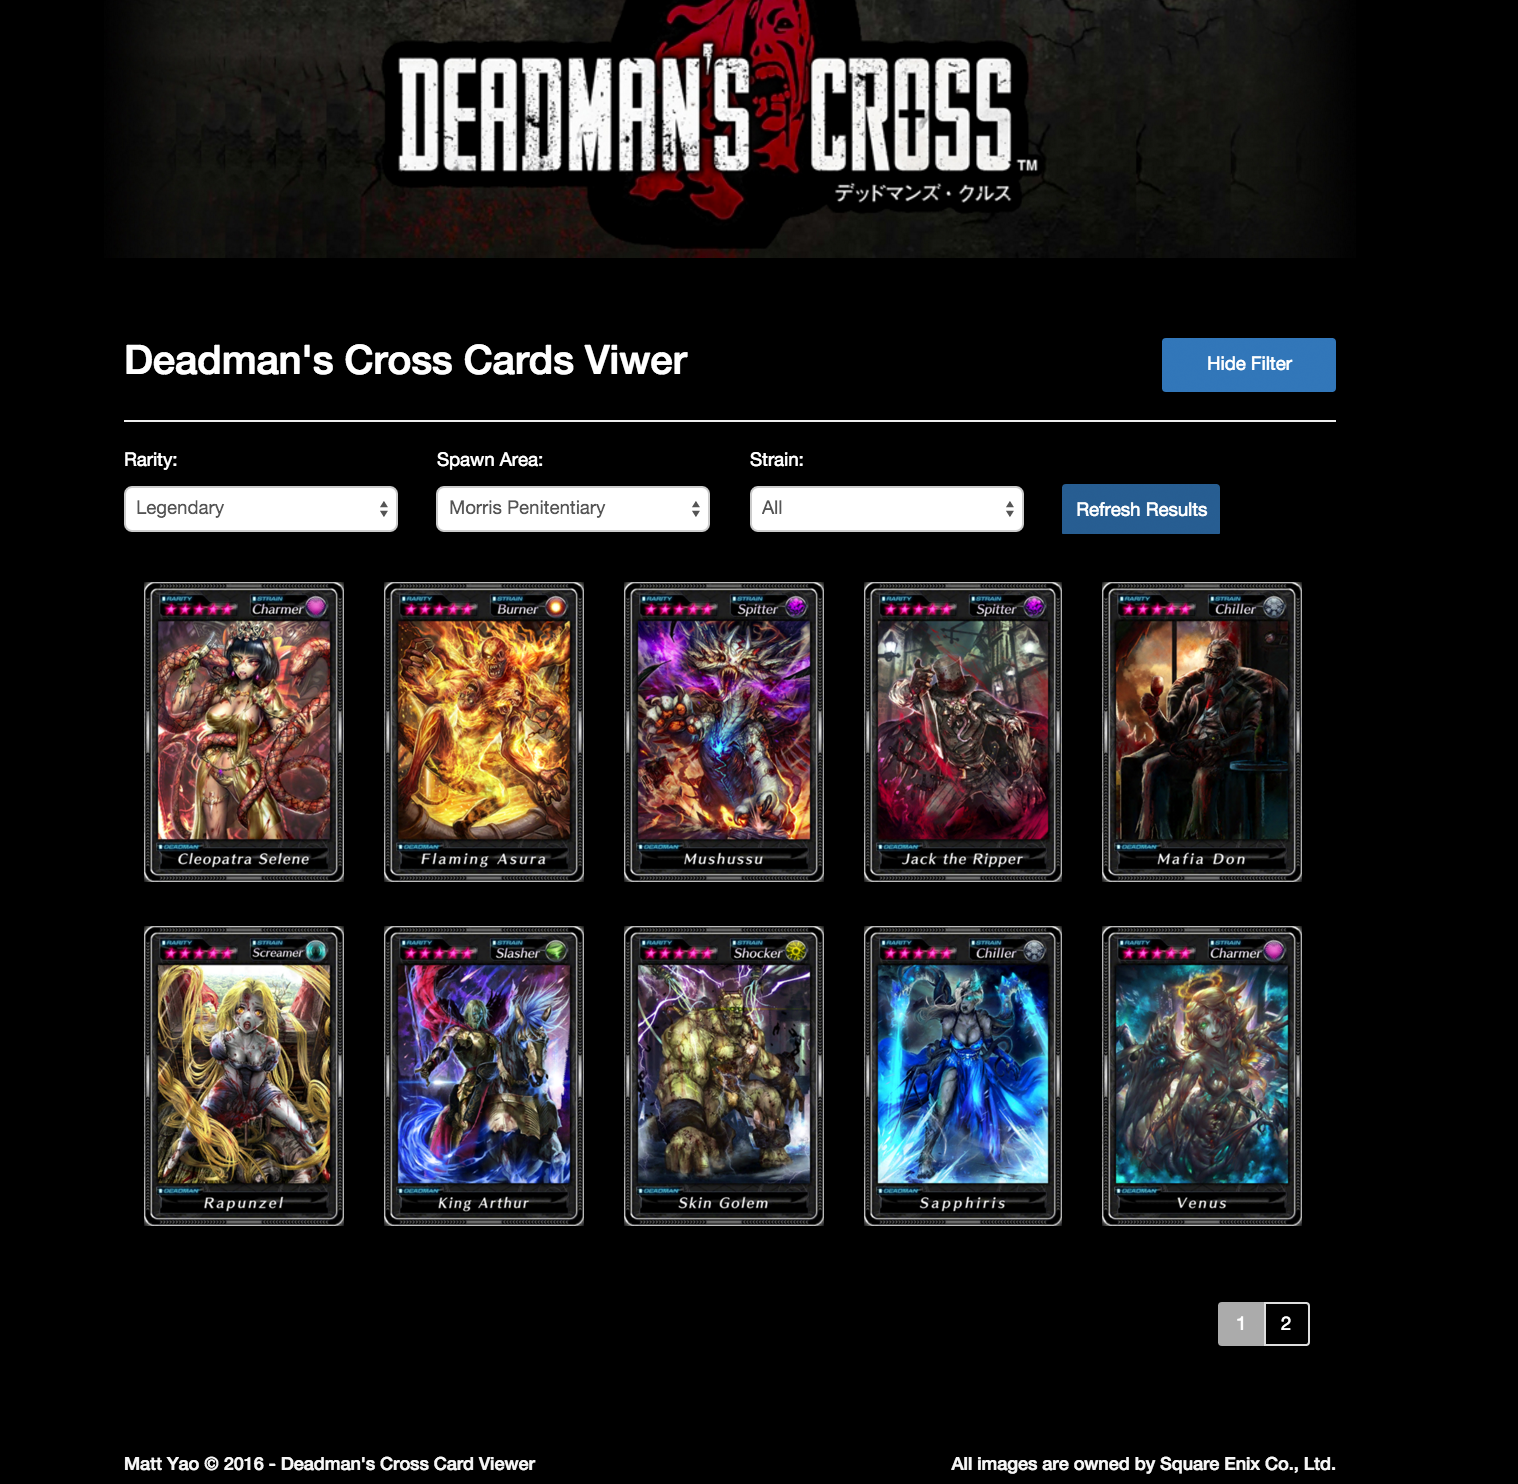 DEADMAN'S CROSS™
デッドマンズ・クルス
Deadman's Cross Cards Viwer
Hide Filter
Rarity:
Spawn Area:
Strain:
Legendary
Morris Penitentiary
All
Refresh Results
RARITY STRAIN Charmer
RARITY STRAIN Burner
RARITY STRAIN Spitter
RARITY STRAIN Spitter
RARITY STRAIN Chiller
DEADMAN
Cleopatra Selene
DEADMAN
Flaming Asura
DEADMAN
Mushussu
DEADMAN
Jack the Ripper
DEADMAN
Mafia Don
RARITY STRAIN Screamer
RARITY STRAIN Slasher
RARITY STRAIN Shocker
RARITY STRAIN Chiller
RARITY STRAIN Charmer
DEADMAN
Rapunzel
DEADMAN
King Arthur
DEADMAN
Skin Golem
DEADMAN
Sapphiris
DEADMAN
Venus
1 2
Matt Yao © 2016 - Deadman's Cross Card Viewer
All images are owned by Square Enix Co., Ltd.